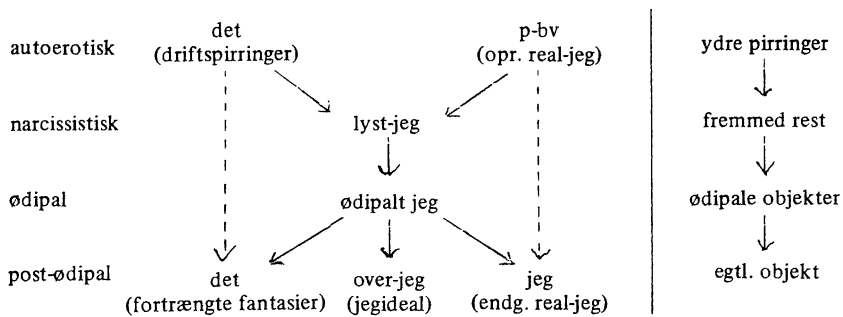 autoerotisk det p-bv ydre pirringer
(driftspirringer) (opr. real-jeg)
narcissistisk lyst-jeg fremmed rest
ødipal ødipalt jeg ødipale objekter
post-ødipal det over-jeg jeg egtl. objekt
(fortrængte fantasier) (jegideal) (endg. real-jeg)